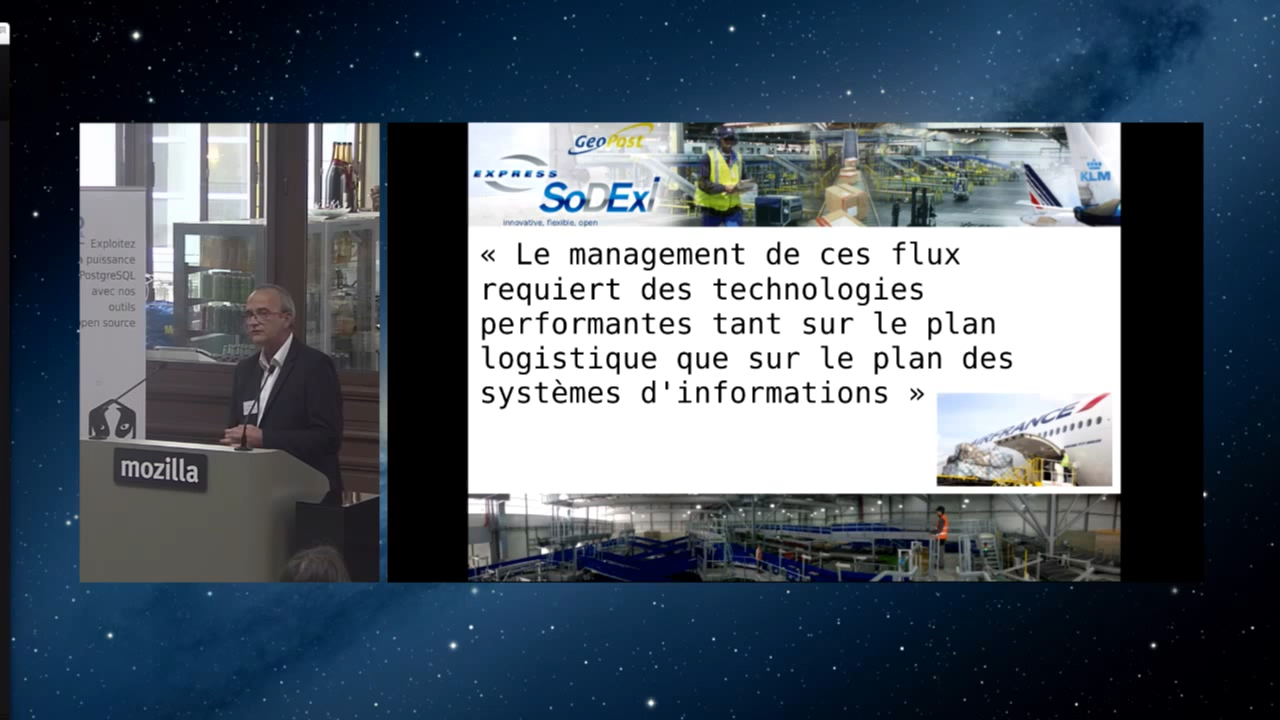 Exploitez
puissance
PostgreSQL
avec nos
outils
open source
mozilla
GeoPost
EXPRESS
SoDExi
innovative, flexible, open
KLM
« Le management de ces flux
requiert des technologies
performantes tant sur le plan
logistique que sur le plan des
systèmes d'informations »
AIRFRANCE